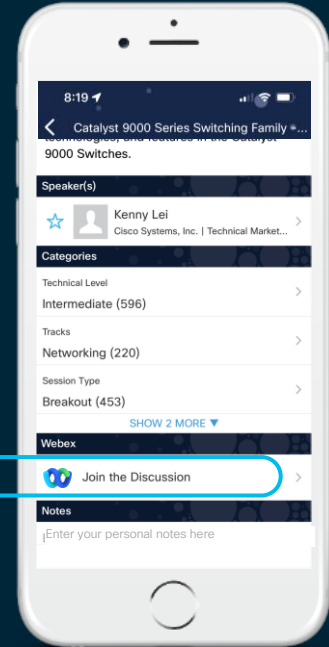 8:19
Catalyst 9000 Series Switching Family -...
technologies, and features in the Catalyst
9000 Switches.
Speaker(s)
Kenny Lei
Cisco Systems, Inc. | Technical Market...
Categories
Technical Level
Intermediate (596)
Tracks
Networking (220)
Session Type
Breakout (453)
SHOW 2 MORE ▼
Webex
Join the Discussion
Notes
Enter your personal notes here